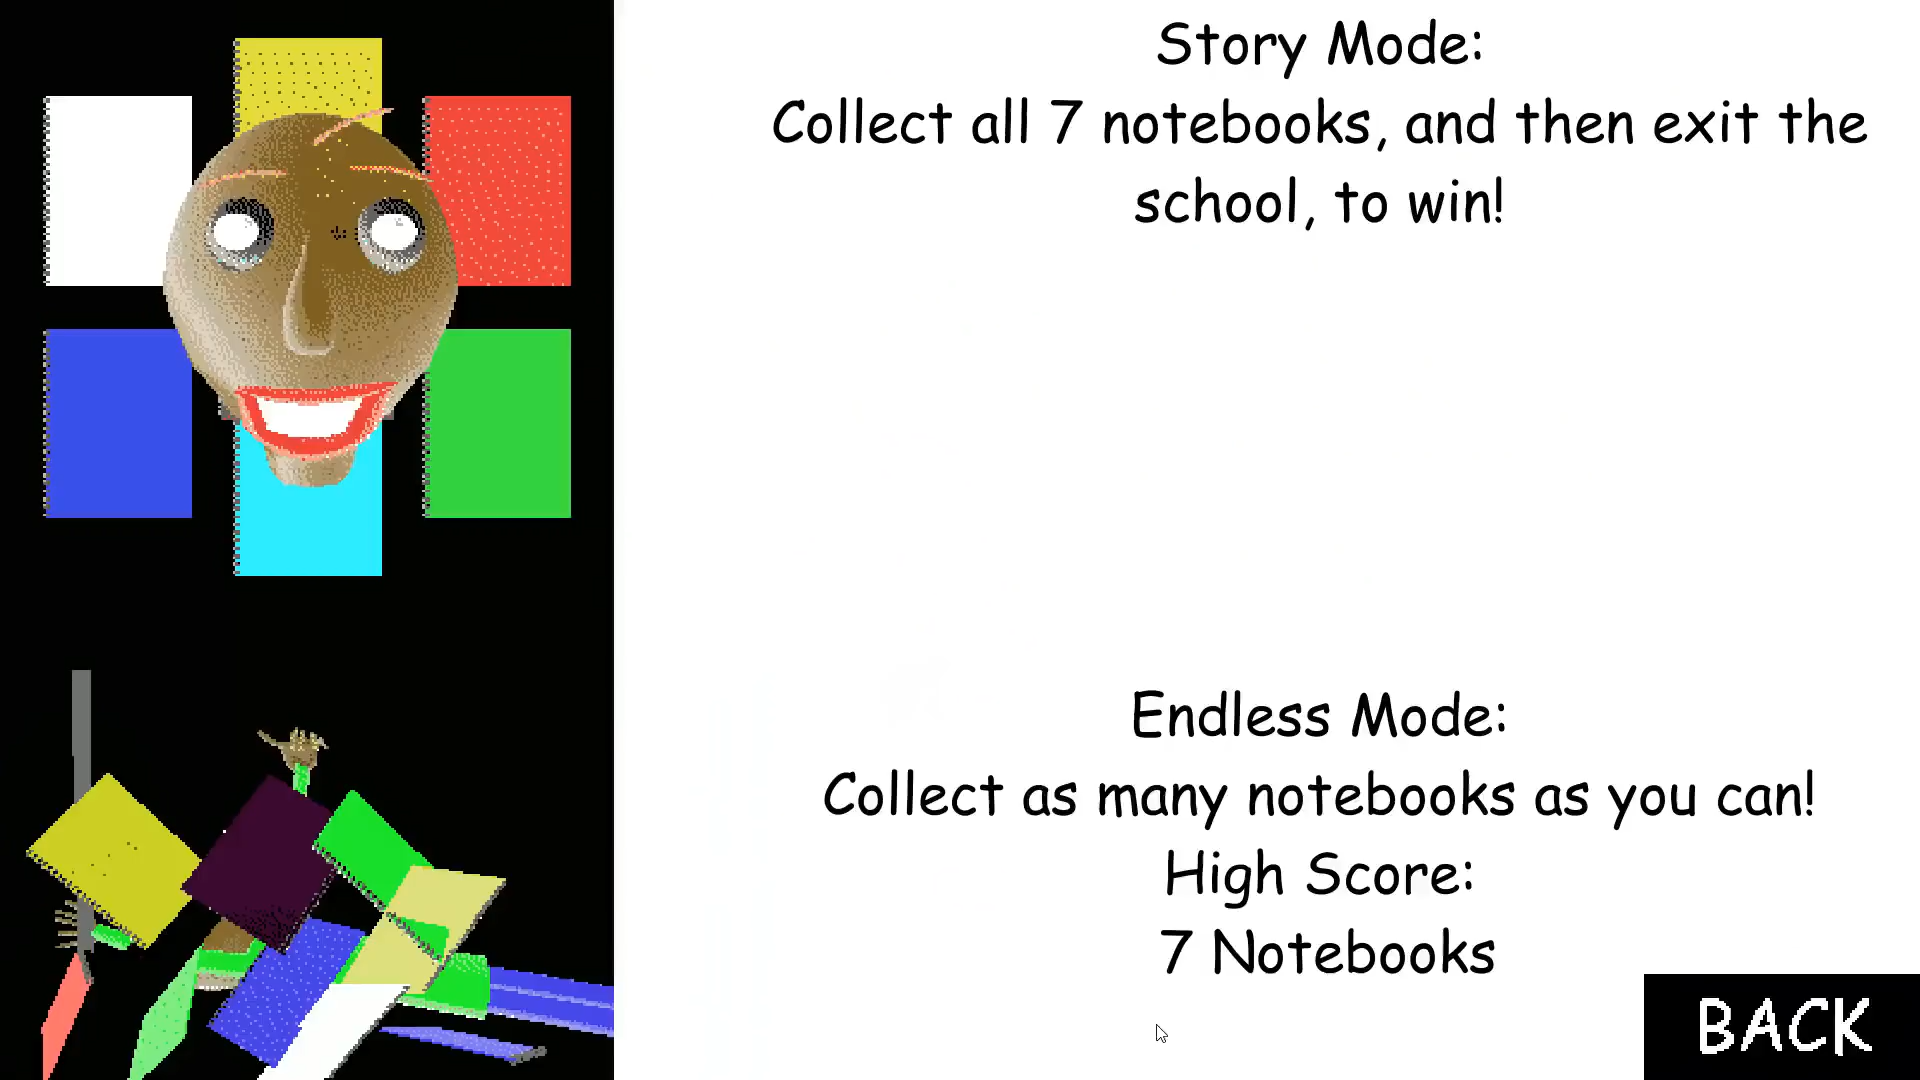 Story Mode:
Collect all 7 notebooks, and then exit the
school, to win!
Endless Mode:
Collect as many notebooks as you can!
High Score:
7 Notebooks
BACK